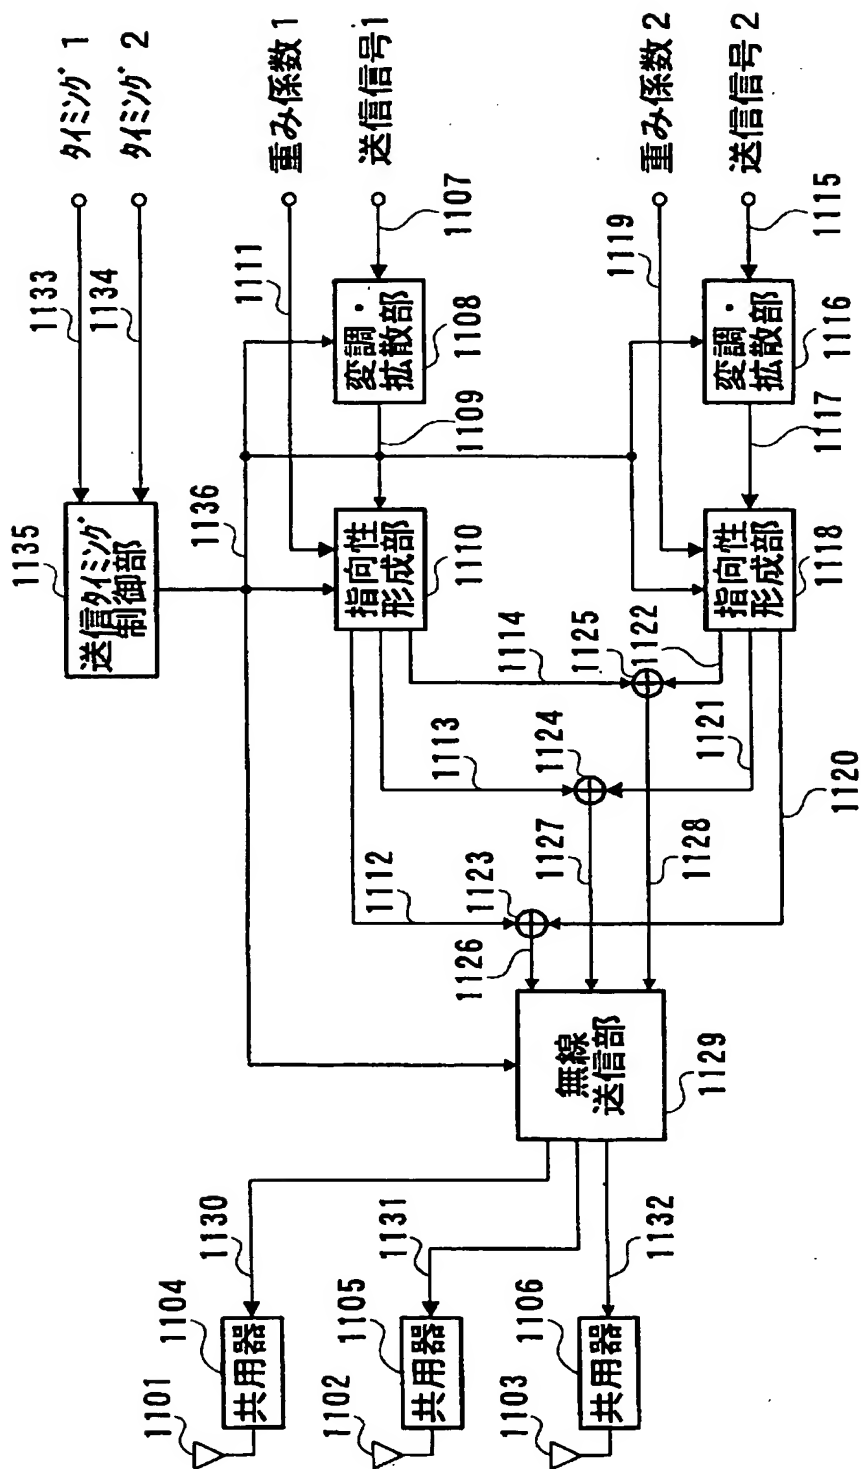 タイミング 1
タイミング 2
重み係数 1
送信信号 1
重み係数 2
送信信号 2
1133
1134
1111
1107
1119
1115
1135
送信タイミング
制御部
1136
変調・
拡散部
1108
1109
変調・
拡散部
1116
1117
指向性
形成部
1110
指向性
形成部
1118
1114
1125
1122
1113
1124
1121
1112
1123
1120
1126
1127
1128
無線
送信部
1129
1130
1131
1132
1104
共用器
1101
1105
共用器
1102
1106
共用器
1103